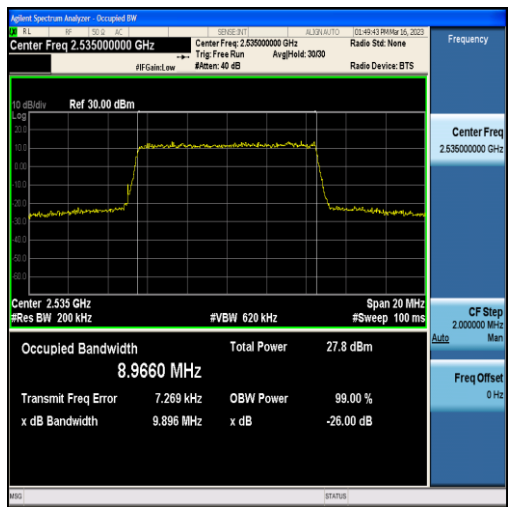 Agilent Spectrum Analyzer - Occupied BW
RL RF 50 Ω AC SENSE:INT ALIGN AUTO 01:49:43 PM Mar 16, 2023
Center Freq 2.535000000 GHz Center Freq: 2.535000000 GHz Radio Std: None
Trig: Free Run Avg|Hold: 30/30
#IFGain:Low #Atten: 40 dB Radio Device: BTS
10 dB/div Ref 30.00 dBm
Log
20.0
10.0
0.00
-10.0
-20.0
-30.0
-40.0
-50.0
-60.0
Center 2.535 GHz Span 20 MHz
#Res BW 200 kHz #VBW 620 kHz #Sweep 100 ms
Occupied Bandwidth Total Power 27.8 dBm
8.9660 MHz
Transmit Freq Error 7.269 kHz OBW Power 99.00 %
x dB Bandwidth 9.896 MHz x dB -26.00 dB
MSG STATUS
Frequency
Center Freq
2.535000000 GHz
CF Step
2.000000 MHz
Auto Man
Freq Offset
0 Hz